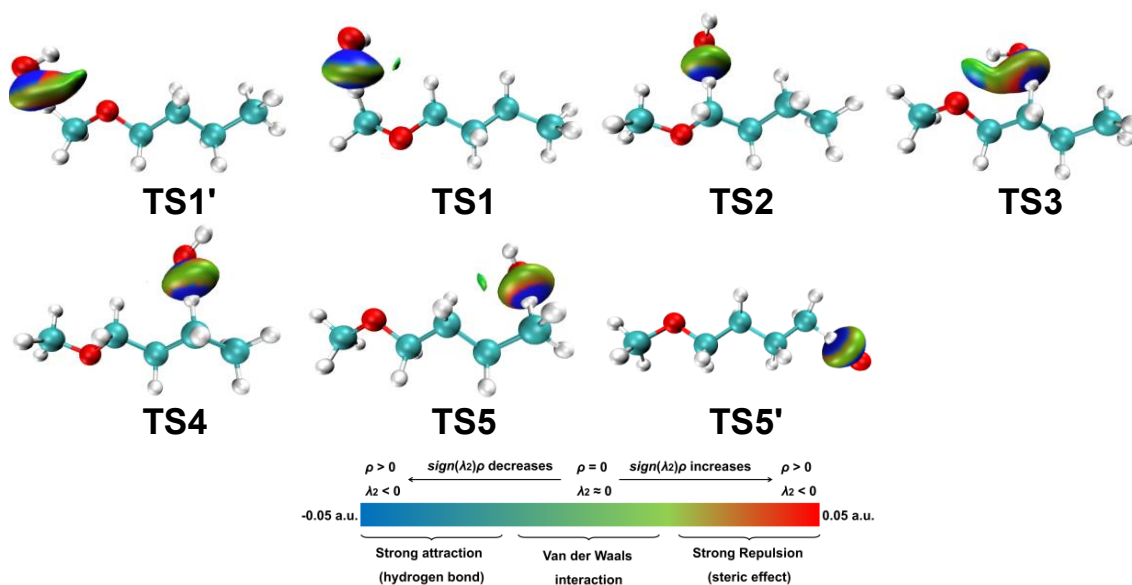 TS1' TS1 TS2 TS3
TS4 TS5 TS5'
ρ > 0 sign(λ₂)ρ decreases ρ = 0 sign(λ₂)ρ increases ρ > 0
λ₂ < 0 λ₂ ≈ 0 λ₂ < 0
-0.05 a.u. 0.05 a.u.
Strong attraction Van der Waals Strong Repulsion
(hydrogen bond) interaction (steric effect)